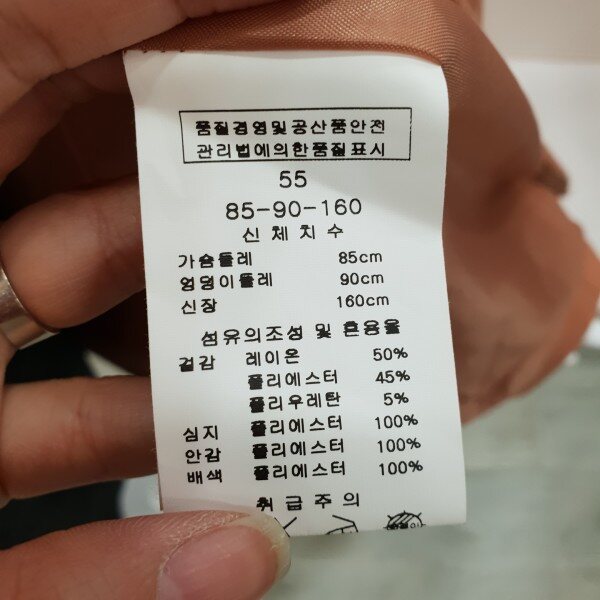 품질경영및공산품안전
관리법에의한품질표시
55
85-90-160
신체치수
가슴둘레 85cm
엉덩이둘레 90cm
신장 160cm
섬유의조성 및 혼용율
겉감 레이온 50%
폴리에스터 45%
폴리우레탄 5%
심지 폴리에스터 100%
안감 폴리에스터 100%
배색 폴리에스터 100%
취급주의